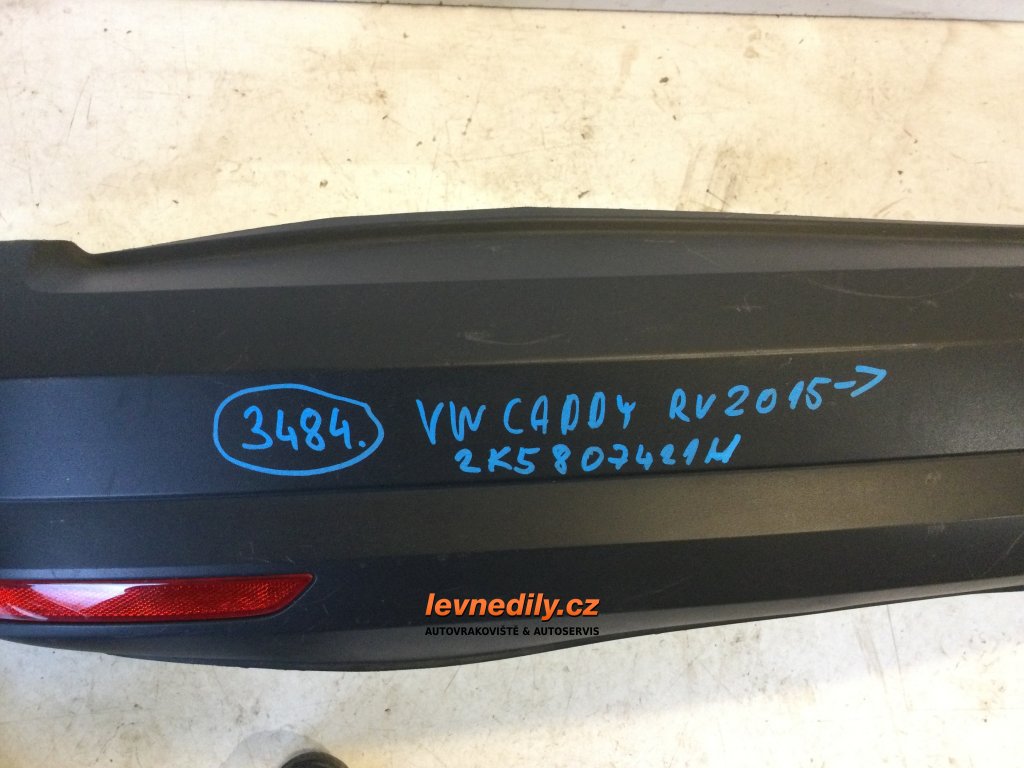 3484. VW CADDY RV2015->
2K5807421M
levnedily.cz
AUTOVRAKOVIŠTĚ & AUTOSERVIS